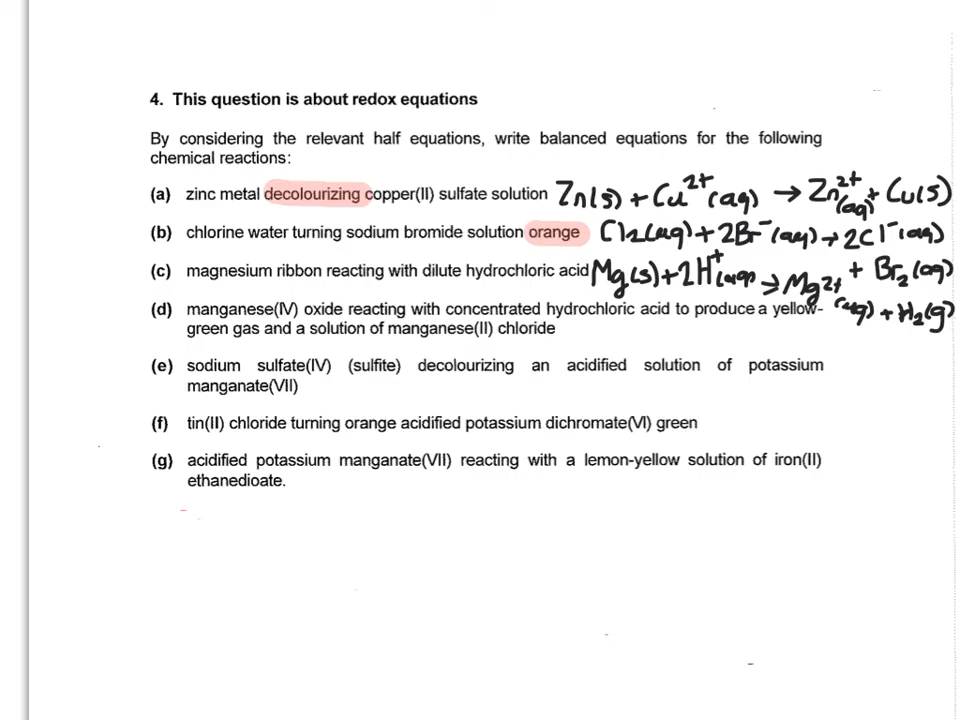 4. This question is about redox equations
By considering the relevant half equations, write balanced equations for the following
chemical reactions:
(a) zinc metal decolourizing copper(II) sulfate solution Zn(s) + Cu²⁺(aq) → Zn²⁺(aq) + Cu(s)
(b) chlorine water turning sodium bromide solution orange Cl₂(aq) + 2Br⁻(aq) → 2Cl⁻(aq)
+ Br₂(aq)
(c) magnesium ribbon reacting with dilute hydrochloric acid Mg(s) + 2H⁺(aq) → Mg²⁺
(aq) + H₂(g)
(d) manganese(IV) oxide reacting with concentrated hydrochloric acid to produce a yellow-
green gas and a solution of manganese(II) chloride
(e) sodium sulfate(IV) (sulfite) decolourizing an acidified solution of potassium
manganate(VII)
(f) tin(II) chloride turning orange acidified potassium dichromate(VI) green
(g) acidified potassium manganate(VII) reacting with a lemon-yellow solution of iron(II)
ethanedioate.